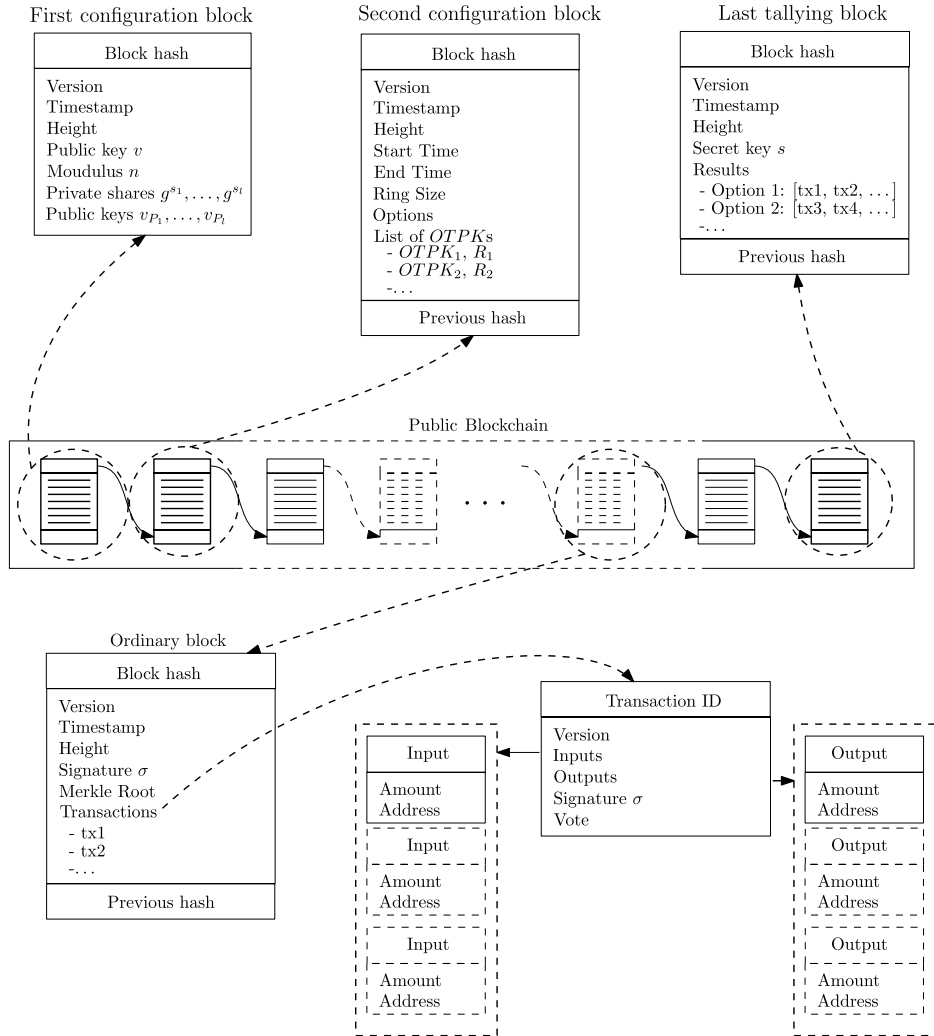 First configuration block
Block hash
Version
Timestamp
Height
Public key v
Moudulus n
Private shares g^{s_1}, . . . , g^{s_l}
Public keys v_{P_1}, . . . , v_{P_l}
Second configuration block
Block hash
Version
Timestamp
Height
Start Time
End Time
Ring Size
Options
List of OTPKs
- OTPK_1, R_1
- OTPK_2, R_2
-. . .
Previous hash
Last tallying block
Block hash
Version
Timestamp
Height
Secret key s
Results
- Option 1: [tx1, tx2, . . . ]
- Option 2: [tx3, tx4, . . . ]
-. . .
Previous hash
Public Blockchain
. . .
Ordinary block
Block hash
Version
Timestamp
Height
Signature σ
Merkle Root
Transactions
- tx1
- tx2
-. . .
Previous hash
Input
Amount
Address
Input
Amount
Address
Input
Amount
Address
Transaction ID
Version
Inputs
Outputs
Signature σ
Vote
Output
Amount
Address
Output
Amount
Address
Output
Amount
Address